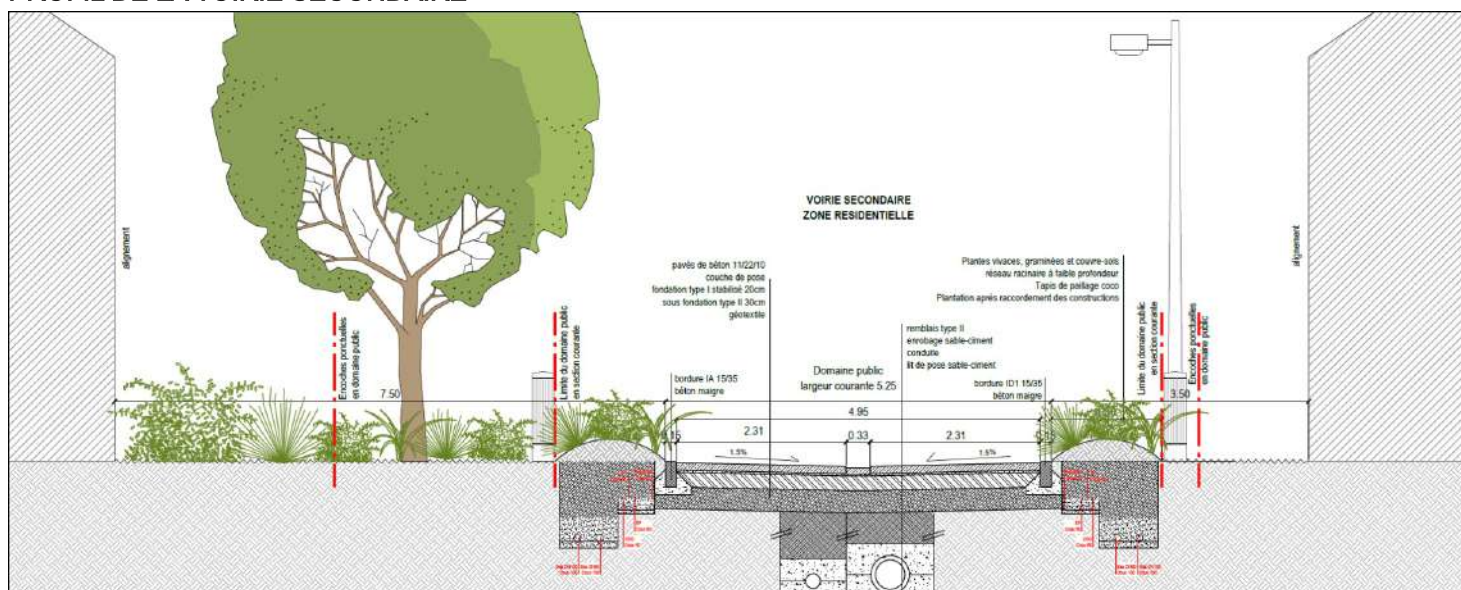 VOIRIE SECONDAIRE
ZONE RESIDENTIELLE
alignement
alignement
pavés de béton 11/22/10
couche de pose
fondation type I stabilisé 20cm
sous fondation type II 30cm
géotextile
Plantes vivaces, graminées et couvre-sols
réseau racinaire à faible profondeur
Tapis de paillage coco
Plantation après raccordement des constructions
Encoches ponctuelles
en domaine public
Limite du domaine public
en section courante
remblais type II
enrobage sable-ciment
conduite
lit de pose sable-ciment
Limite du domaine public
en section courante
Encoches ponctuelles
en domaine public
Domaine public
largeur courante 5.25
bordure IA 15/35
béton maigre
bordure ID1 15/35
béton maigre
7.50
3.50
4.95
0.15
2.31
0.33
2.31
0.15
1.5%
1.5%